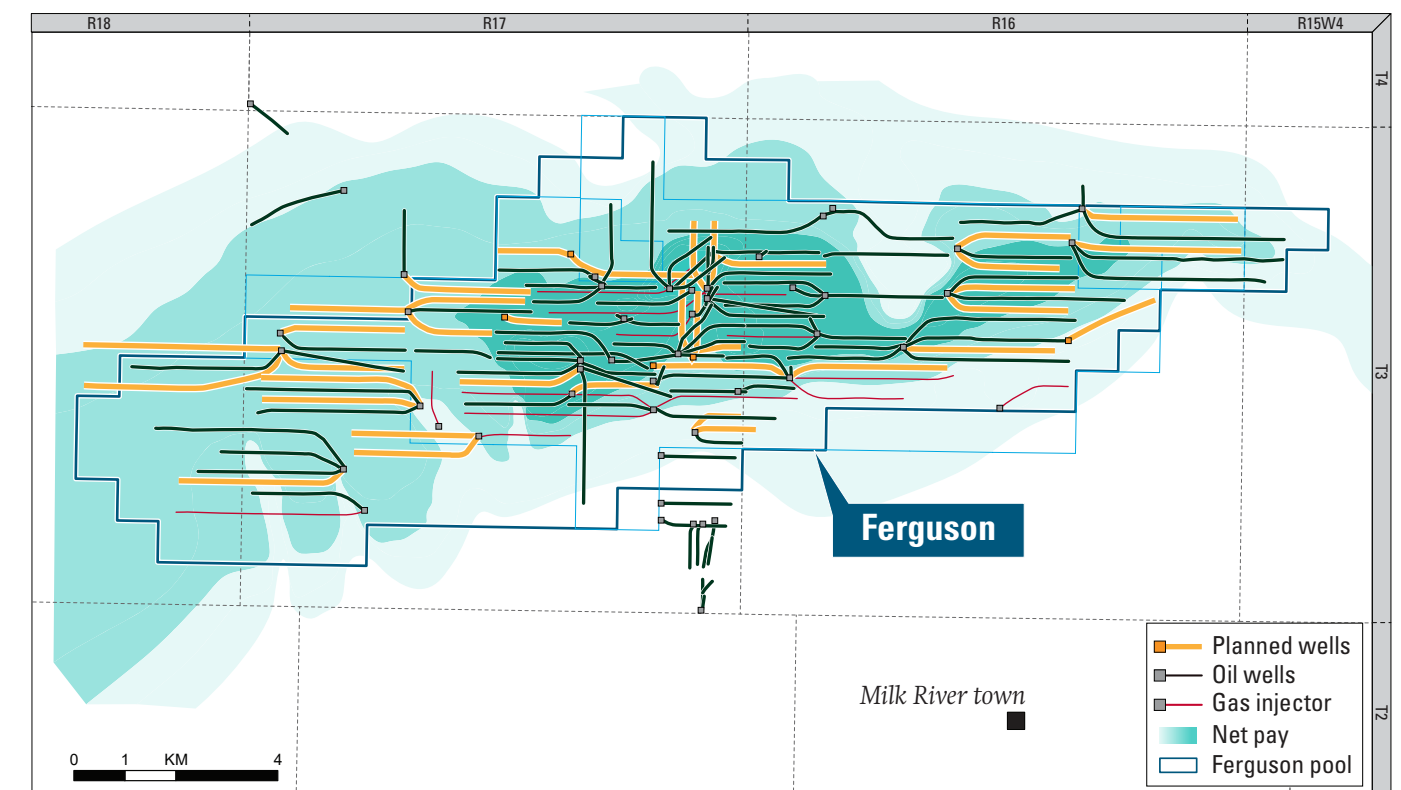 R18
R17
R16
R15W4
T4
T3
T2
Ferguson
Milk River town
Planned wells
Oil wells
Gas injector
Net pay
Ferguson pool
0 1 KM 4